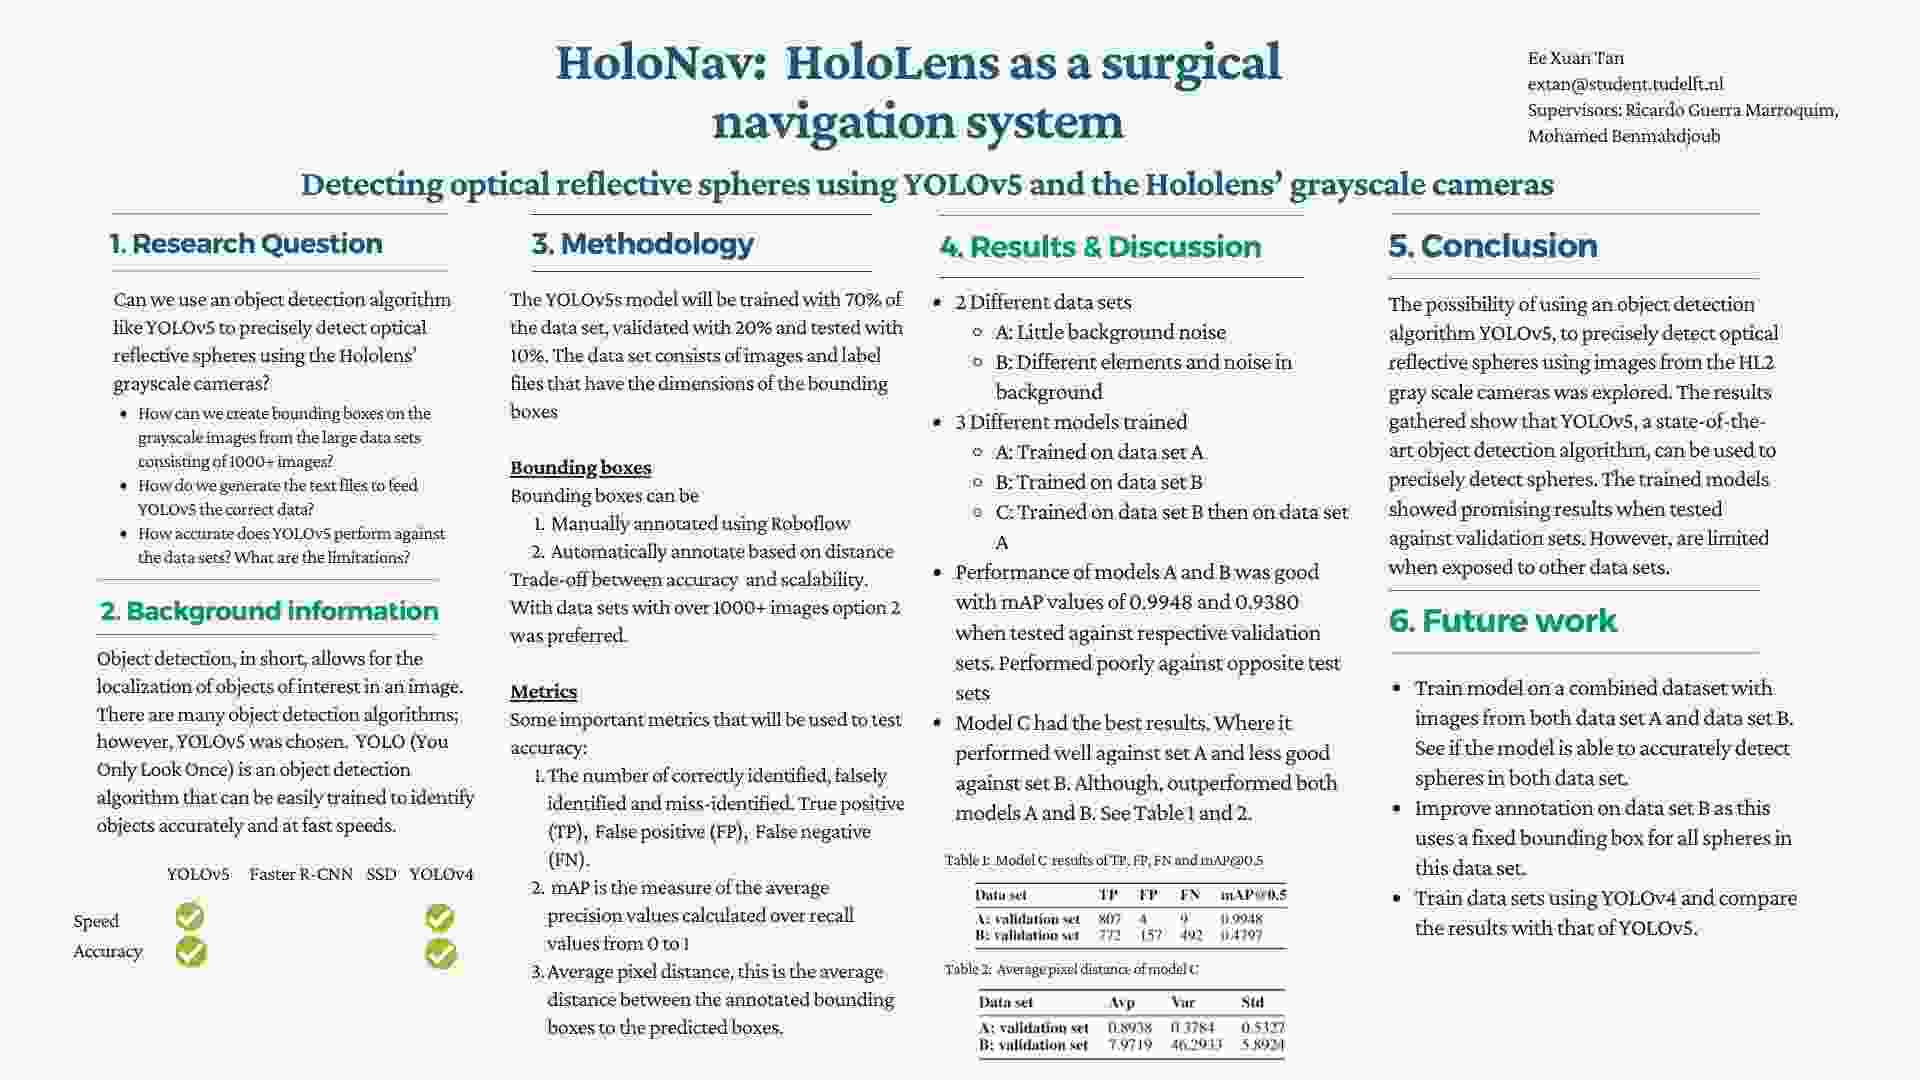 HoloNav: HoloLens as a surgical
navigation system
Ee Xuan Tan
extan@student.tudelft.nl
Supervisors: Ricardo Guerra Marroquim,
Mohamed Benmahdjoub
Detecting optical reflective spheres using YOLOv5 and the Hololens' grayscale cameras
1. Research Question
Can we use an object detection algorithm
like YOLOv5 to precisely detect optical
reflective spheres using the Hololens'
grayscale cameras?
• How can we create bounding boxes on the
grayscale images from the large data sets
consisting of 1000+ images?
• How do we generate the text files to feed
YOLOv5 the correct data?
• How accurate does YOLOv5 perform against
the data sets? What are the limitations?
2. Background information
Object detection, in short, allows for the
localization of objects of interest in an image.
There are many object detection algorithms;
however, YOLOv5 was chosen. YOLO (You
Only Look Once) is an object detection
algorithm that can be easily trained to identify
objects accurately and at fast speeds.
YOLOv5 Faster R-CNN SSD YOLOv4
Speed
Accuracy
3. Methodology
The YOLOv5s model will be trained with 70% of
the data set, validated with 20% and tested with
10%. The data set consists of images and label
files that have the dimensions of the bounding
boxes
Bounding boxes
Bounding boxes can be
1. Manually annotated using Roboflow
2. Automatically annotate based on distance
Trade-off between accuracy and scalability.
With data sets with over 1000+ images option 2
was preferred.
Metrics
Some important metrics that will be used to test
accuracy:
1. The number of correctly identified, falsely
identified and miss-identified. True positive
(TP), False positive (FP), False negative
(FN).
2. mAP is the measure of the average
precision values calculated over recall
values from 0 to 1
3. Average pixel distance, this is the average
distance between the annotated bounding
boxes to the predicted boxes.
4. Results & Discussion
• 2 Different data sets
○ A: Little background noise
○ B: Different elements and noise in
background
• 3 Different models trained
○ A: Trained on data set A
○ B: Trained on data set B
○ C: Trained on data set B then on data set
A
• Performance of models A and B was good
with mAP values of 0.9948 and 0.9380
when tested against respective validation
sets. Performed poorly against opposite test
sets
• Model C had the best results. Where it
performed well against set A and less good
against set B. Although, outperformed both
models A and B. See Table 1 and 2.
Table 1: Model C results of TP, FP, FN and mAP@0.5
Data set TP FP FN mAP@0.5
A: validation set 807 4 9 0.9948
B: validation set 772 157 492 0.4797
Table 2: Average pixel distance of model C
Data set Avp Var Std
A: validation set 0.8938 0.3784 0.5327
B: validation set 7.9719 46.2933 5.8924
5. Conclusion
The possibility of using an object detection
algorithm YOLOv5, to precisely detect optical
reflective spheres using images from the HL2
gray scale cameras was explored. The results
gathered show that YOLOv5, a state-of-the-
art object detection algorithm, can be used to
precisely detect spheres. The trained models
showed promising results when tested
against validation sets. However, are limited
when exposed to other data sets.
6. Future work
• Train model on a combined dataset with
images from both data set A and data set B.
See if the model is able to accurately detect
spheres in both data set.
• Improve annotation on data set B as this
uses a fixed bounding box for all spheres in
this data set.
• Train data sets using YOLOv4 and compare
the results with that of YOLOv5.